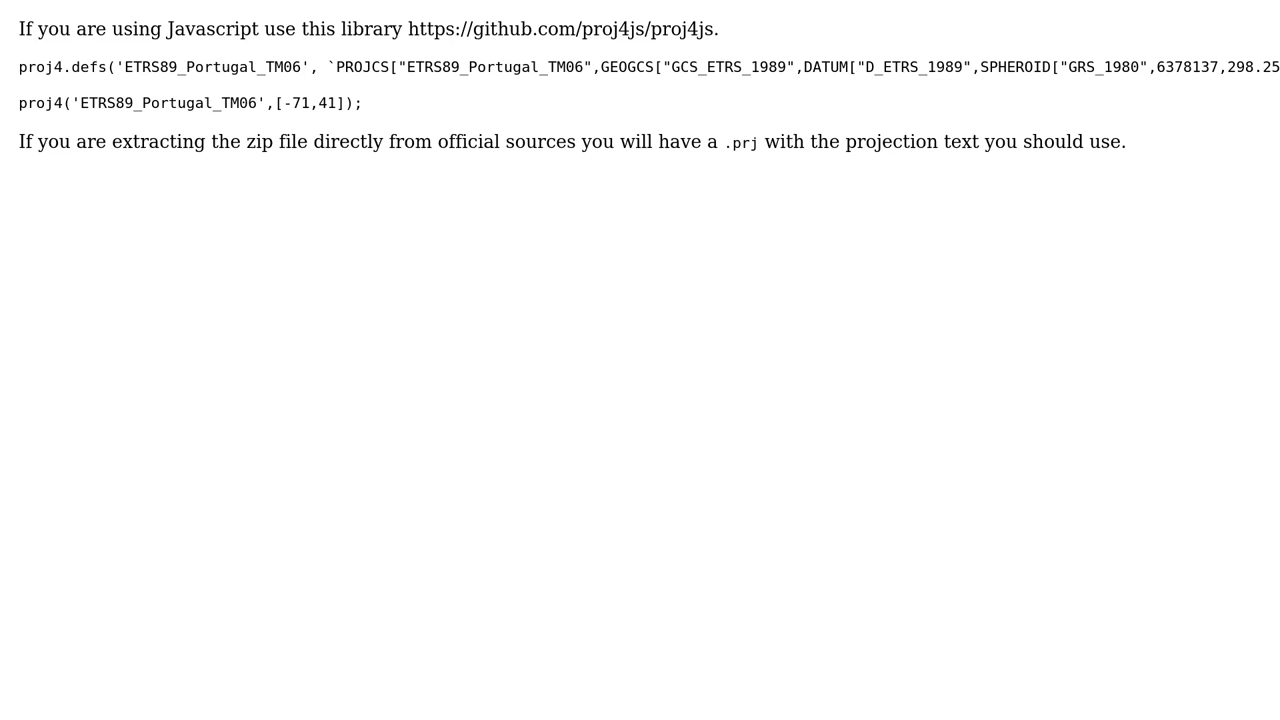 If you are using Javascript use this library https://github.com/proj4js/proj4js.
proj4.defs('ETRS89_Portugal_TM06', `PROJCS["ETRS89_Portugal_TM06",GEOGCS["GCS_ETRS_1989",DATUM["D_ETRS_1989",SPHEROID["GRS_1980",6378137,298.25
proj4('ETRS89_Portugal_TM06',[-71,41]);
If you are extracting the zip file directly from official sources you will have a .prj with the projection text you should use.